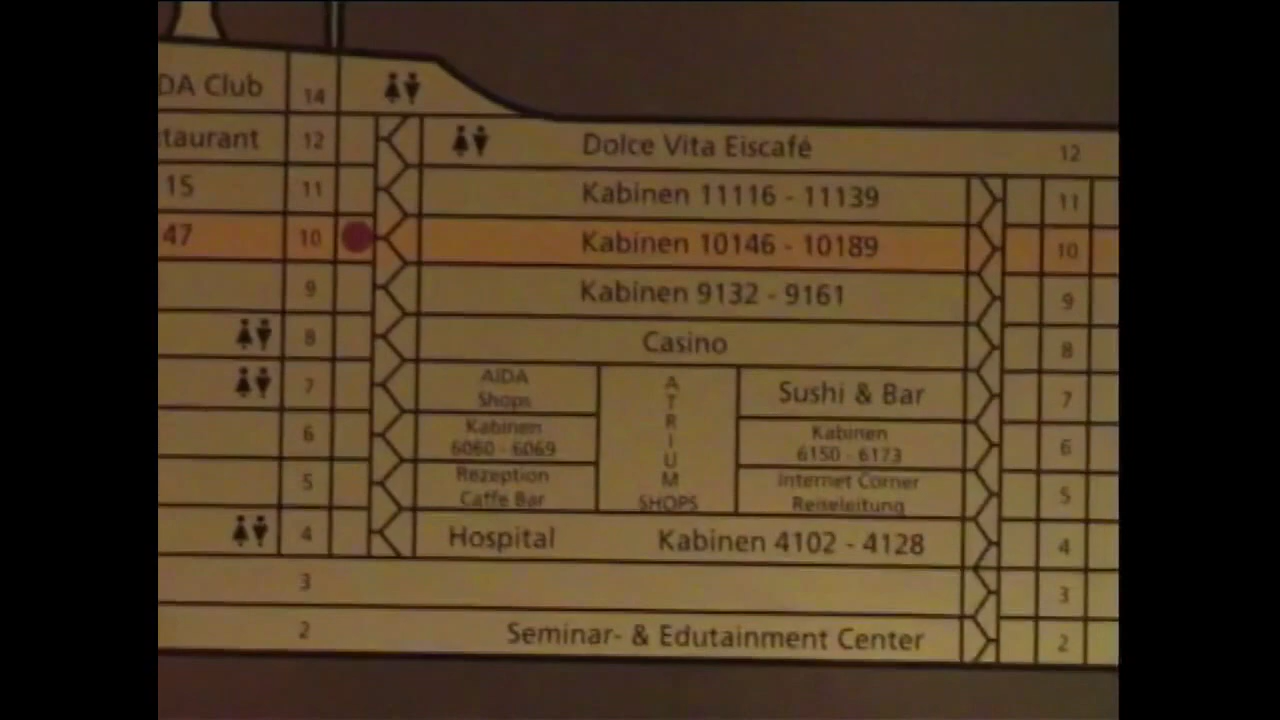 DA Club 14
taurant 12 Dolce Vita Eiscafé 12
15 11 Kabinen 11116 - 11139 11
47 10 Kabinen 10146 - 10189 10
9 Kabinen 9132 - 9161 9
8 Casino 8
7 AIDA Shops Sushi & Bar 7
ATRIUM
SHOPS
6 Kabinen 6060 - 6069 Kabinen 6150 - 6173 6
5 Rezeption Caffe Bar Internet Corner Reiseleitung 5
4 Hospital Kabinen 4102 - 4128 4
3 3
2 Seminar- & Edutainment Center 2